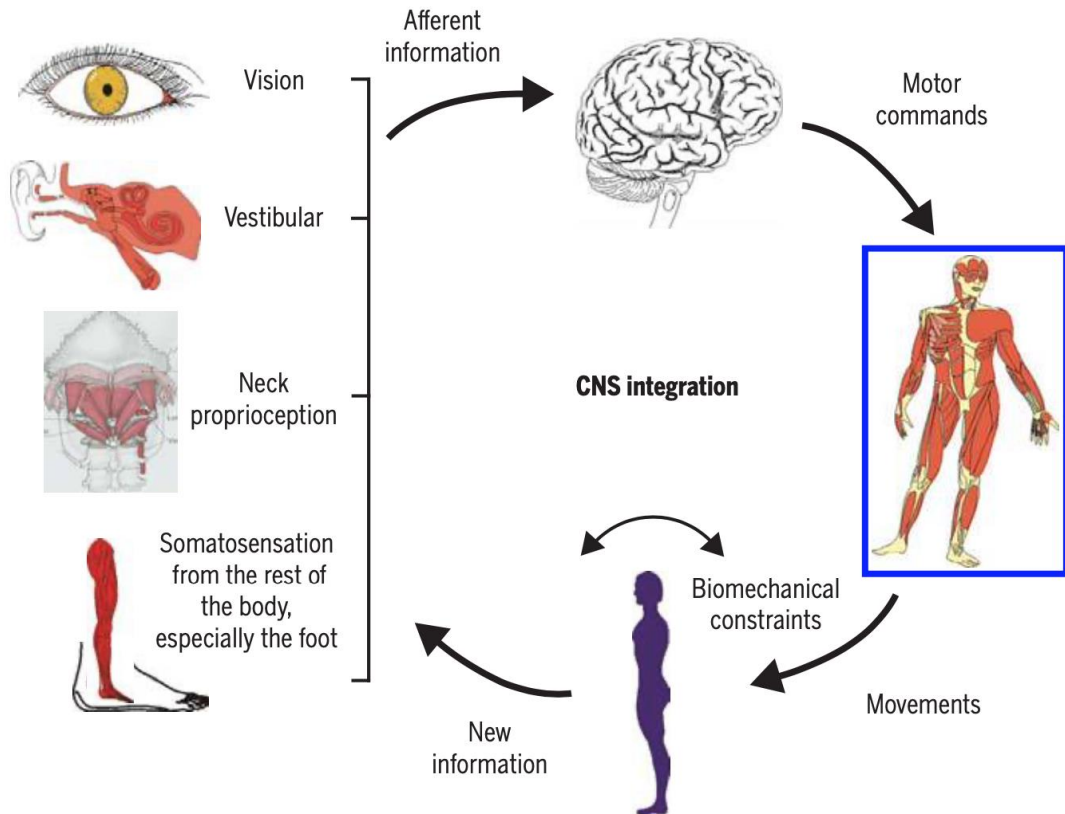 Afferent
information
Vision
Motor
commands
Vestibular
Neck
proprioception
CNS integration
Somatosensation
from the rest of
the body,
especially the foot
Biomechanical
constraints
Movements
New
information